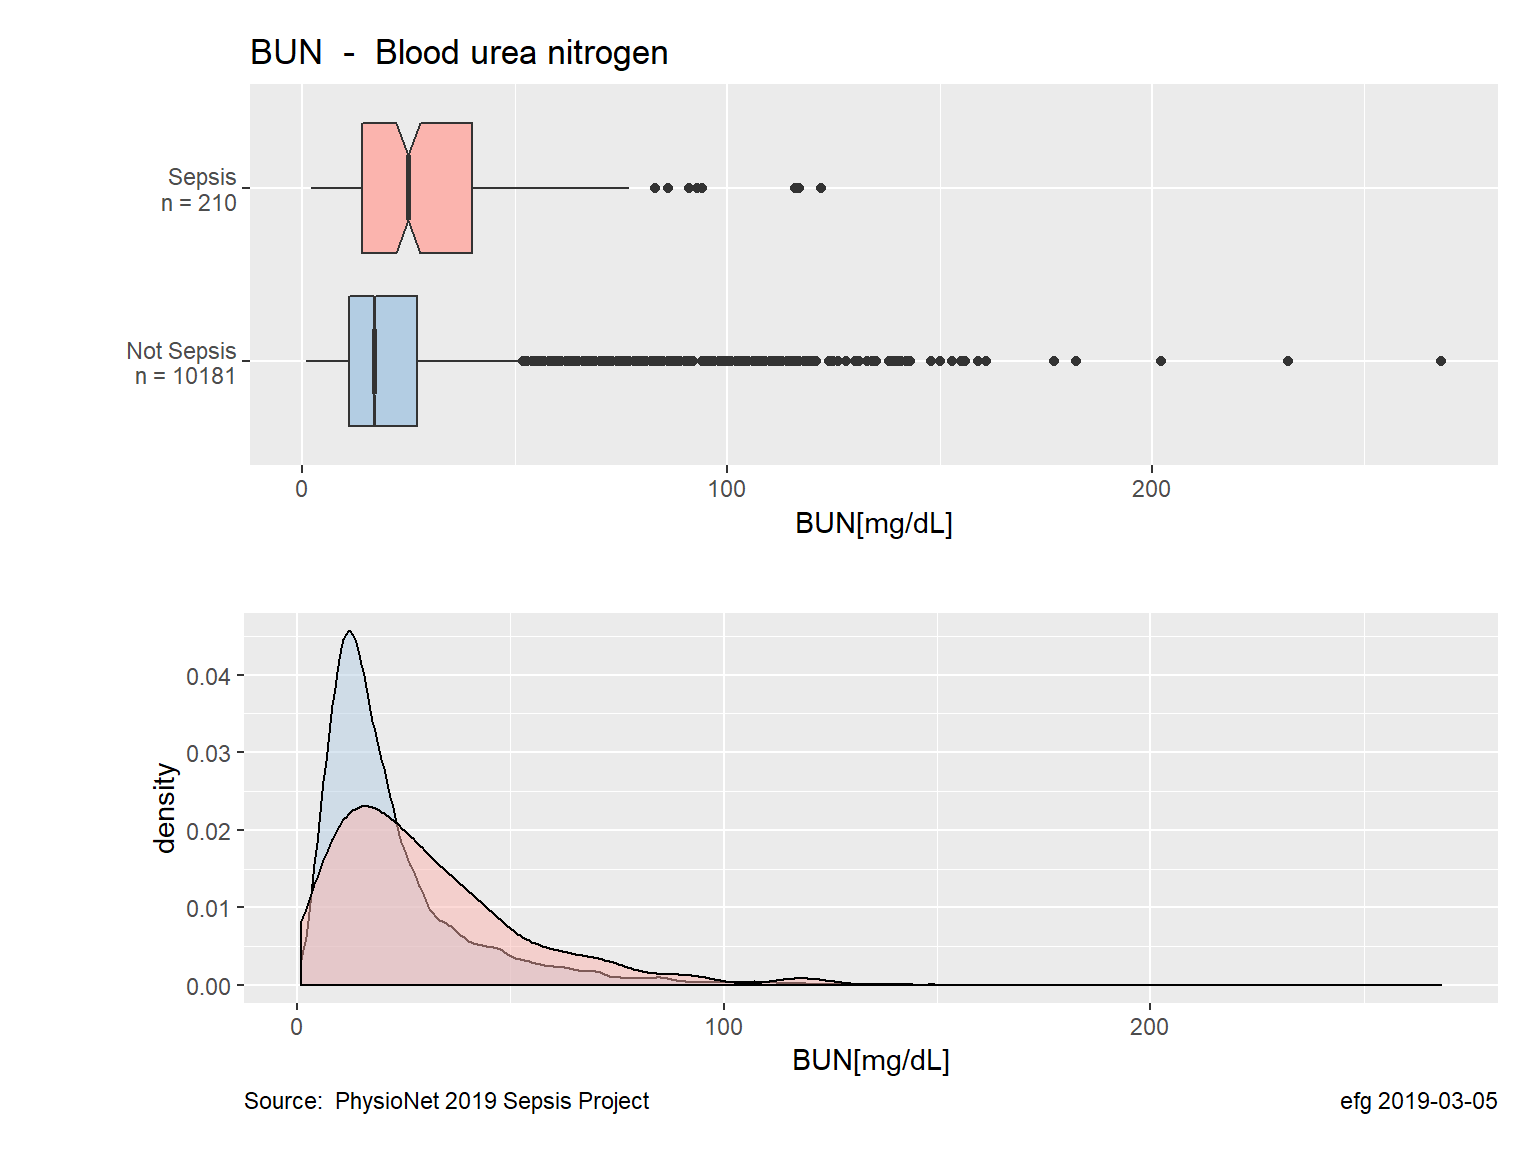 BUN  -  Blood urea nitrogen
Sepsis
n = 210
Not Sepsis
n = 10181
0
100
200
BUN[mg/dL]
density
0.04
0.03
0.02
0.01
0.00
0
100
200
BUN[mg/dL]
Source:  PhysioNet 2019 Sepsis Project
efg 2019-03-05